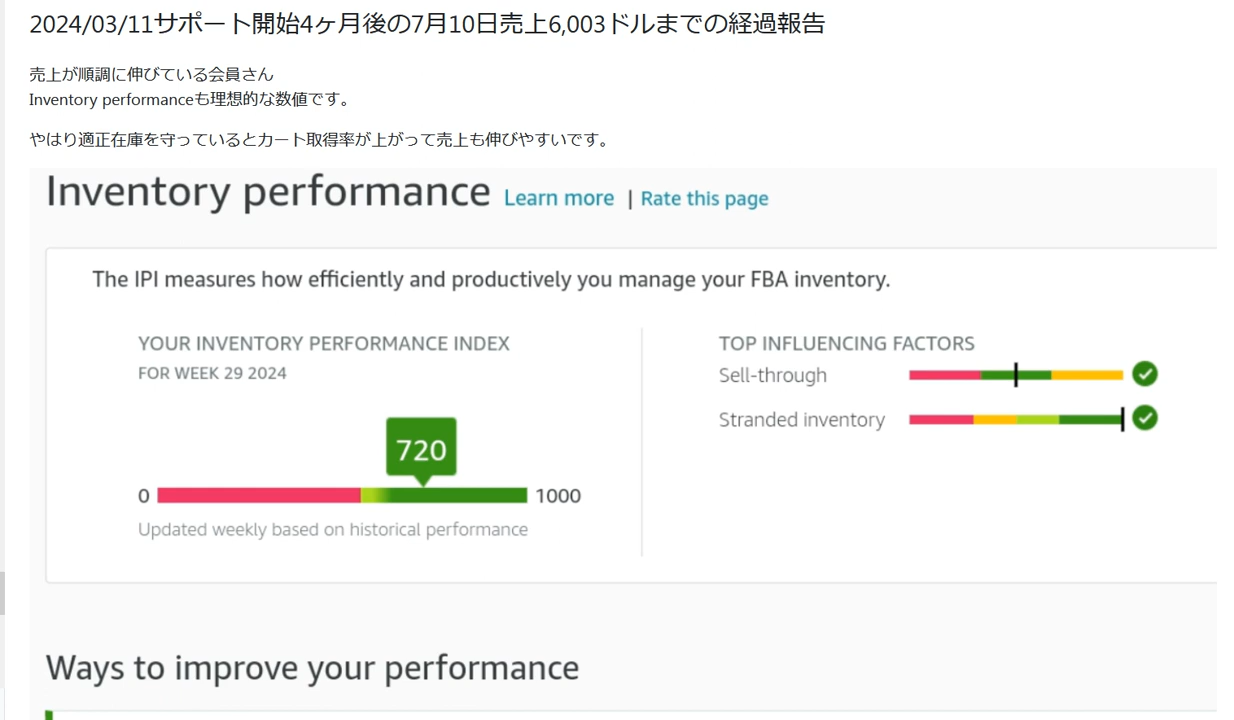 2024/03/11サポート開始4ヶ月後の7月10日売上6,003ドルまでの経過報告
売上が順調に伸びている会員さん
Inventory performanceも理想的な数値です。
やはり適正在庫を守っているとカート取得率が上がって売上も伸びやすいです。
Inventory performance Learn more | Rate this page
The IPI measures how efficiently and productively you manage your FBA inventory.
YOUR INVENTORY PERFORMANCE INDEX
FOR WEEK 29 2024
720
0 1000
Updated weekly based on historical performance
TOP INFLUENCING FACTORS
Sell-through
Stranded inventory
Ways to improve your performance